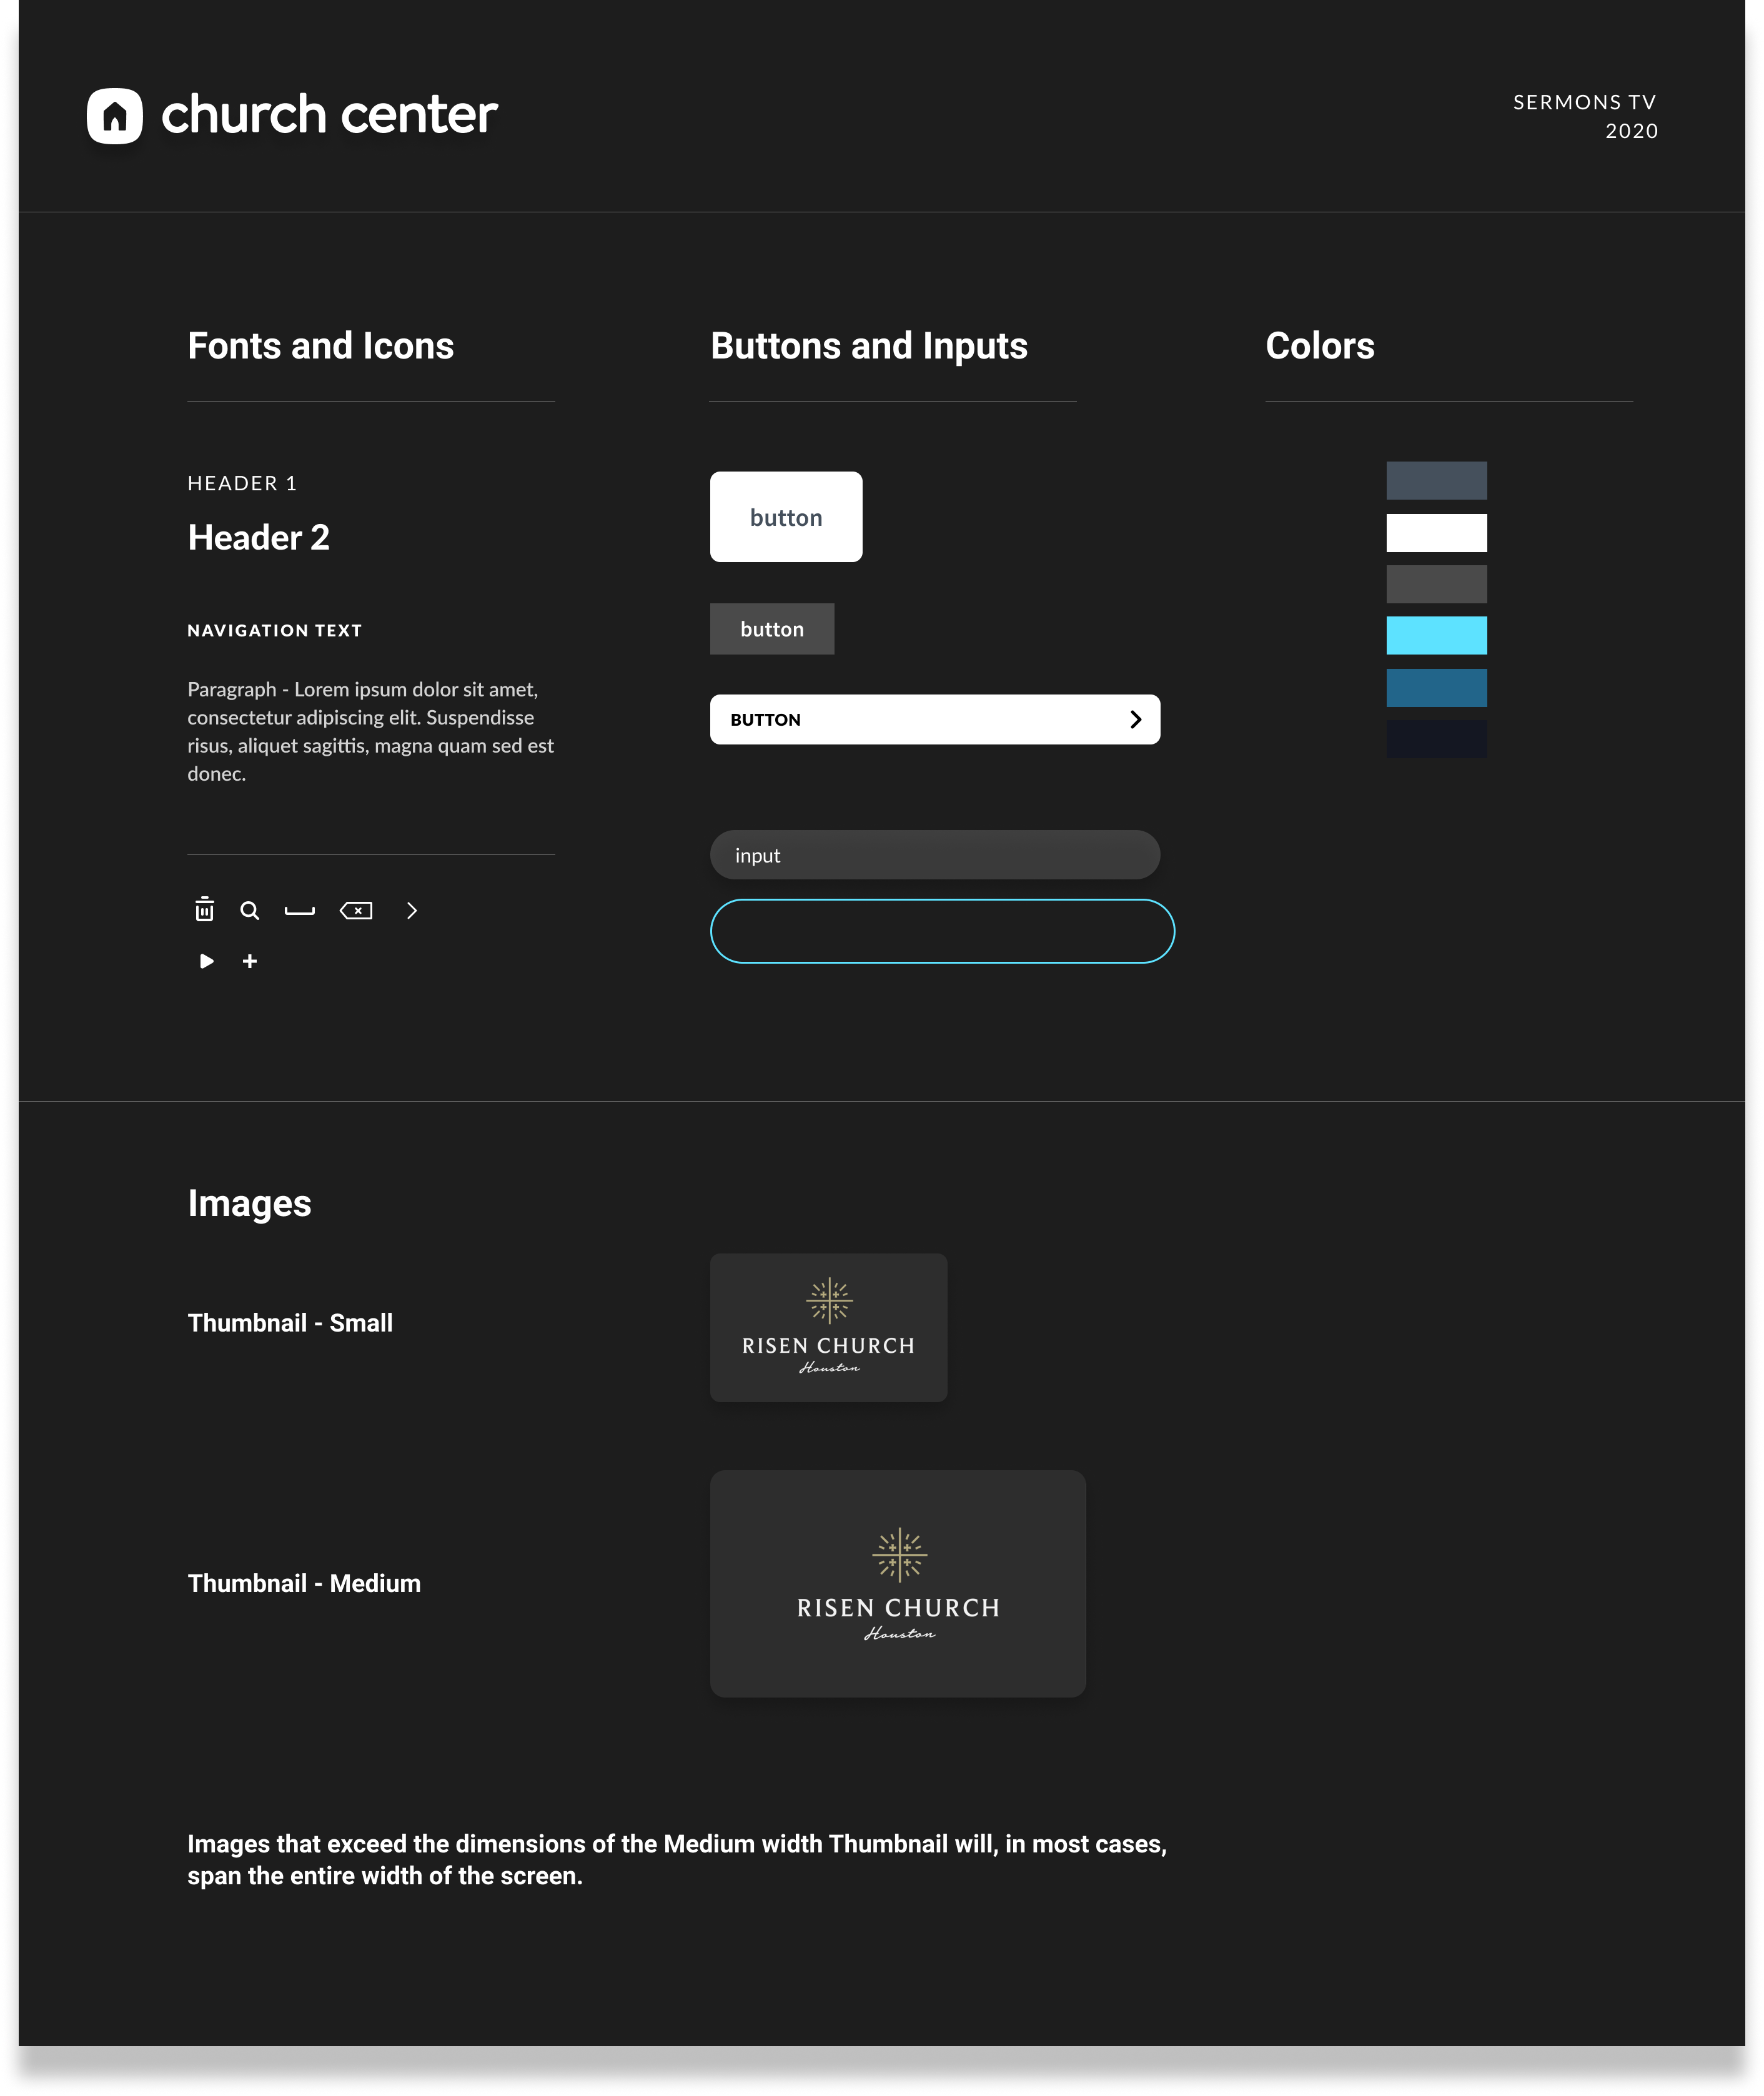 church center
SERMONS TV
2020
Fonts and Icons
HEADER 1
Header 2
NAVIGATION TEXT
Paragraph - Lorem ipsum dolor sit amet,
consectetur adipiscing elit. Suspendisse
risus, aliquet sagittis, magna quam sed est
donec.
Buttons and Inputs
button
button
BUTTON
input
Colors
Images
Thumbnail - Small
RISEN CHURCH
Houston
Thumbnail - Medium
RISEN CHURCH
Houston
Images that exceed the dimensions of the Medium width Thumbnail will, in most cases,
span the entire width of the screen.